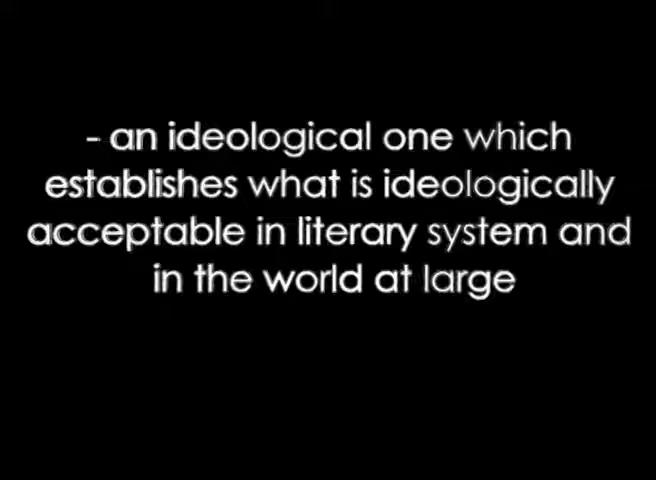 - an ideological one which
establishes what is ideologically
acceptable in literary system and
in the world at large